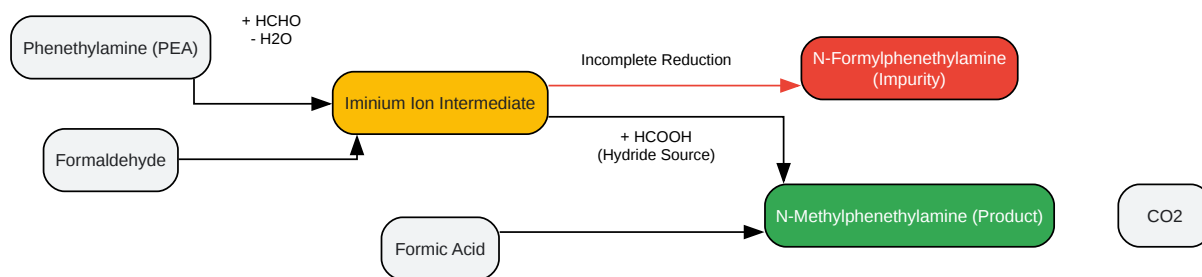 Phenethylamine (PEA)
+ HCHO
- H2O
Formaldehyde
Iminium Ion Intermediate
Incomplete Reduction
N-Formylphenethylamine
(Impurity)
+ HCOOH
(Hydride Source)
Formic Acid
N-Methylphenethylamine (Product)
CO2